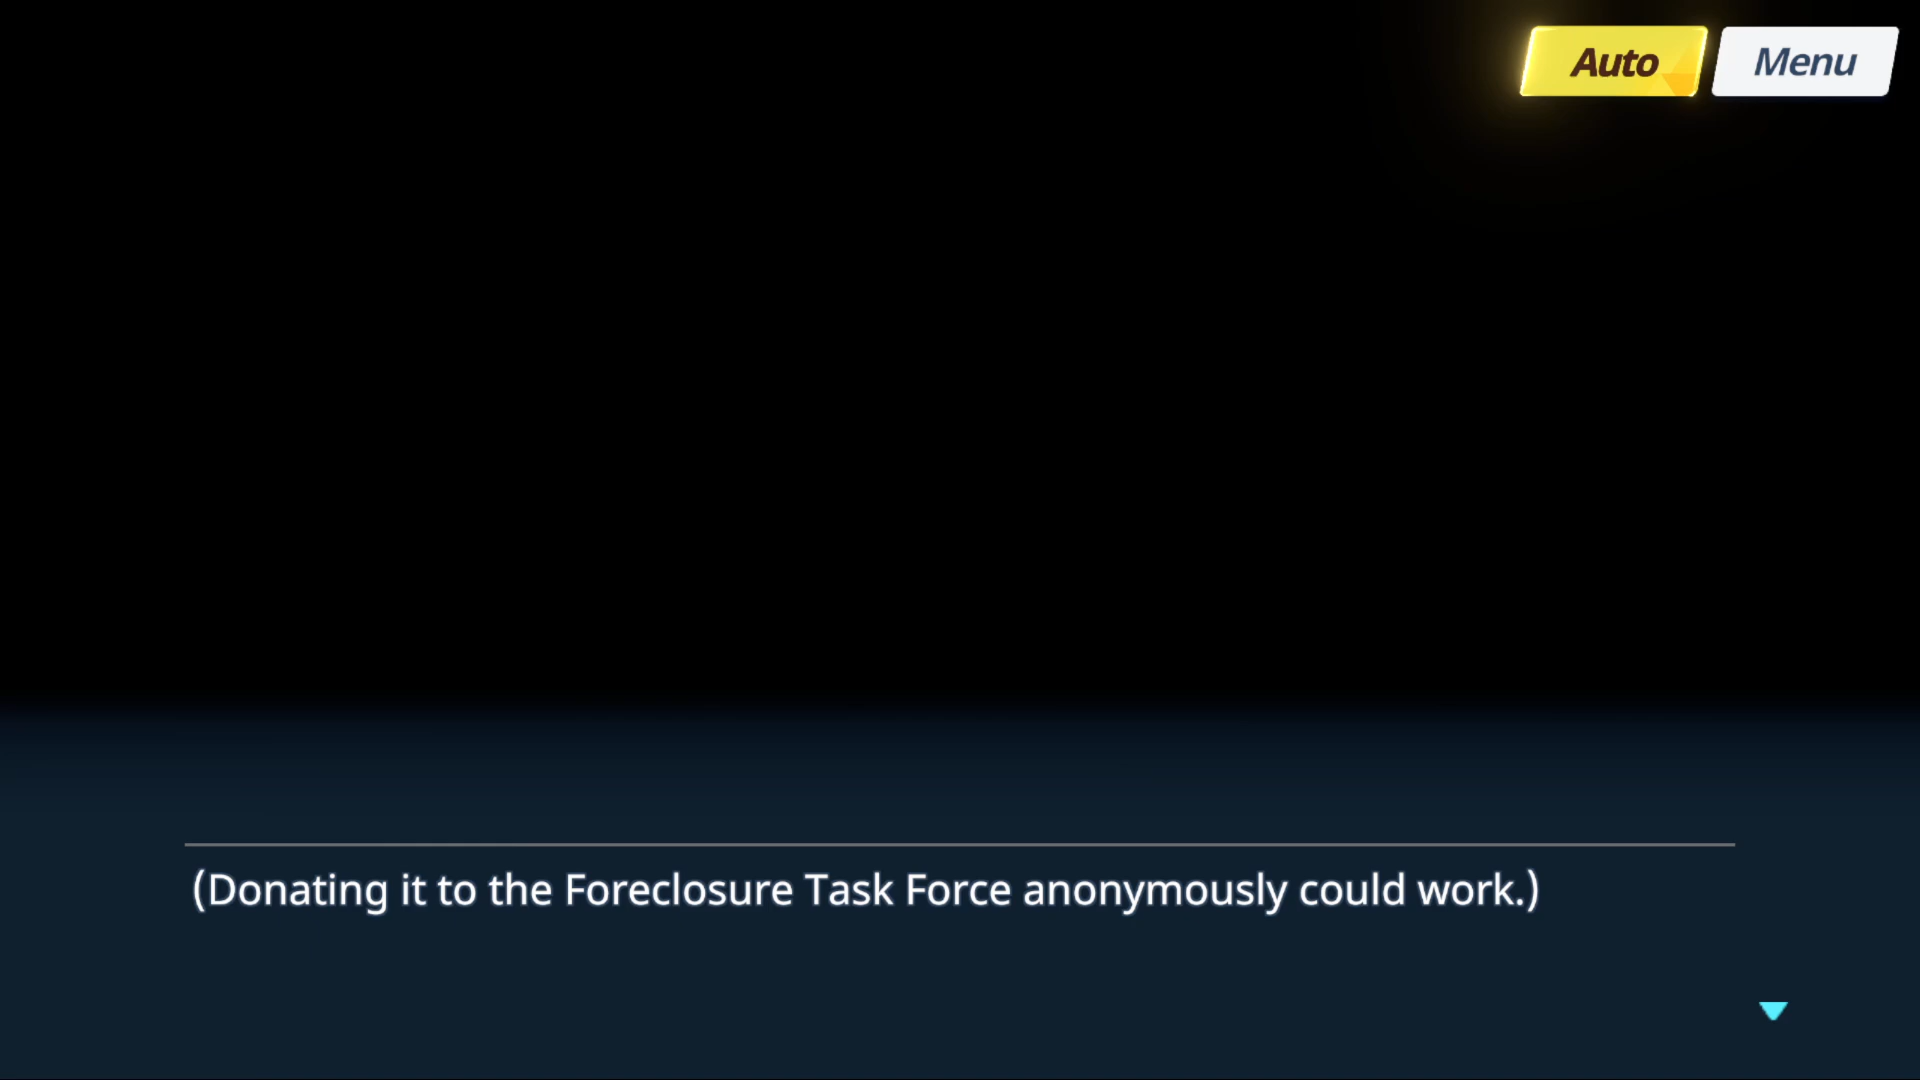 Auto
Menu
(Donating it to the Foreclosure Task Force anonymously could work.)